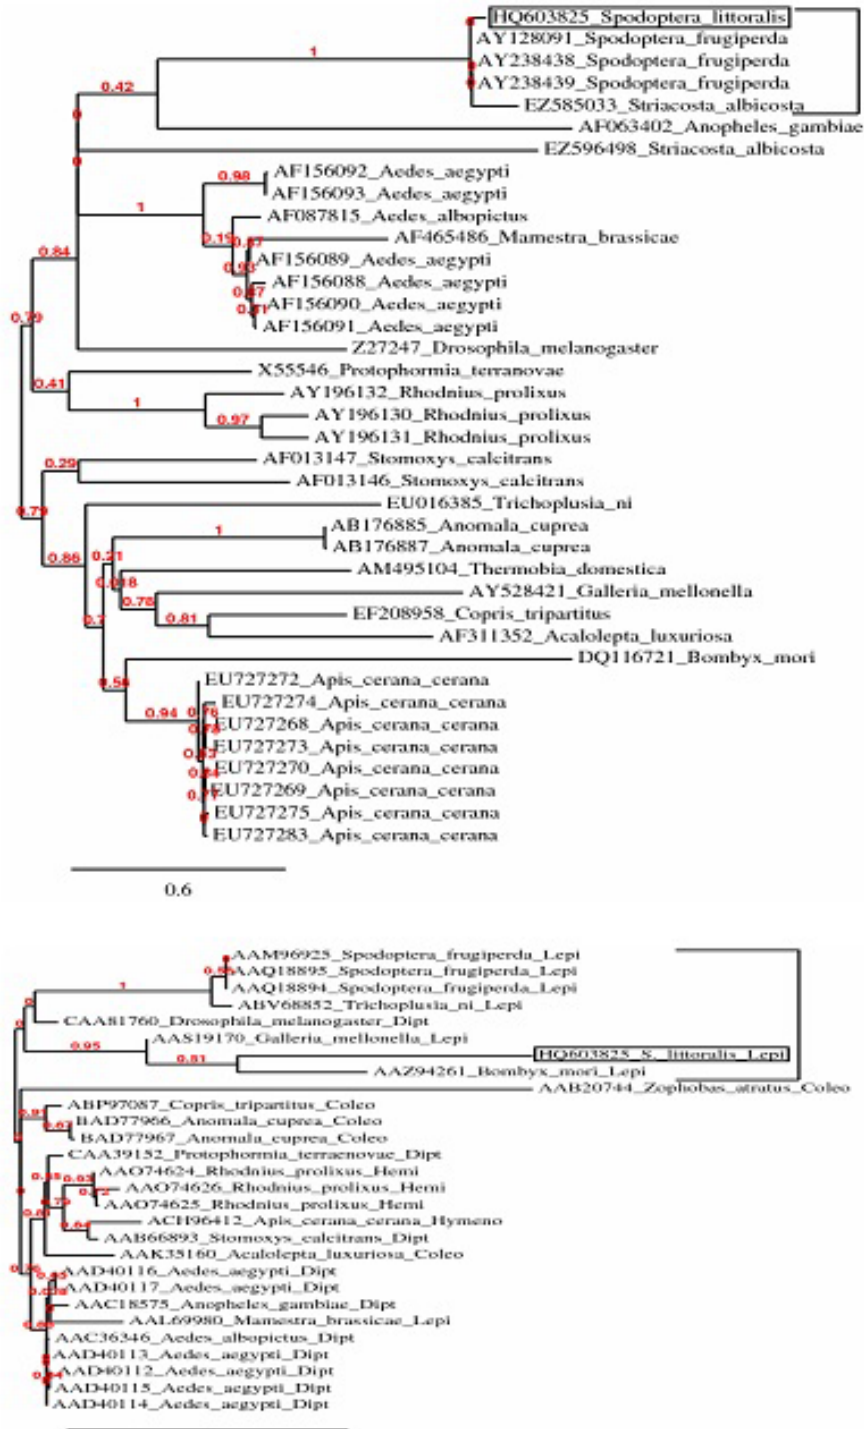 HQ603825_Spodoptera_littoralis
AY128091_Spodoptera_frugiperda
1
AY238438_Spodoptera_frugiperda
AY238439_Spodoptera_frugiperda
0.42
EZ585033_Striacosta_albicosta
AF063402_Anopheles_gambiae
EZ596498_Striacosta_albicosta
AF156092_Aedes_aegypti
0.98
AF156093_Aedes_aegypti
1
AF087815_Aedes_albopictus
AF465486_Mamestra_brassicae
0.84
AF156089_Aedes_aegypti
AF156088_Aedes_aegypti
AF156090_Aedes_aegypti
0.79
AF156091_Aedes_aegypti
Z27247_Drosophila_melanogaster
X55546_Protophormia_terranovae
0.41
AY196132_Rhodnius_prolixus
1
AY196130_Rhodnius_prolixus
0.97
AY196131_Rhodnius_prolixus
AF013147_Stomoxys_calcitrans
0.29
AF013146_Stomoxys_calcitrans
EU016385_Trichoplusia_ni
0.79
AB176885_Anomala_cuprea
1
AB176887_Anomala_cuprea
0.86
0.21
AM495104_Thermobia_domestica
0.018
AY528421_Galleria_mellonella
0.78
EF208958_Copris_tripartitus
0.81
0.7
AF311352_Acalolepta_luxuriosa
DQ116721_Bombyx_mori
EU727272_Apis_cerana_cerana
0.56
EU727274_Apis_cerana_cerana
0.94
EU727268_Apis_cerana_cerana
EU727273_Apis_cerana_cerana
EU727270_Apis_cerana_cerana
EU727269_Apis_cerana_cerana
EU727275_Apis_cerana_cerana
EU727283_Apis_cerana_cerana
0.6
AAM96925_Spodoptera_frugiperda_Lepi
AAQ18895_Spodoptera_frugiperda_Lepi
1
AAQ18894_Spodoptera_frugiperda_Lepi
ABV68852_Trichoplusia_ni_Lepi
CAA81760_Drosophila_melanogaster_Dipt
AAS19170_Galleria_mellonella_Lepi
0.95
HQ603825_S._littoralis_Lepi
0.81
AAZ94261_Bombyx_mori_Lepi
AAB20744_Zophobas_atratus_Coleo
ABP97087_Copris_tripartitus_Coleo
BAD77966_Anomala_cuprea_Coleo
BAD77967_Anomala_cuprea_Coleo
CAA39152_Protophormia_terraenovae_Dipt
AAO74624_Rhodnius_prolixus_Hemi
AAO74626_Rhodnius_prolixus_Hemi
AAO74625_Rhodnius_prolixus_Hemi
ACH96412_Apis_cerana_cerana_Hymeno
AAB66893_Stomoxys_calcitrans_Dipt
AAK35160_Acalolepta_luxuriosa_Coleo
AAD40116_Aedes_aegypti_Dipt
AAD40117_Aedes_aegypti_Dipt
AAC18575_Anopheles_gambiae_Dipt
AAL69980_Mamestra_brassicae_Lepi
AAC36346_Aedes_albopictus_Dipt
AAD40113_Aedes_aegypti_Dipt
AAD40112_Aedes_aegypti_Dipt
AAD40115_Aedes_aegypti_Dipt
AAD40114_Aedes_aegypti_Dipt